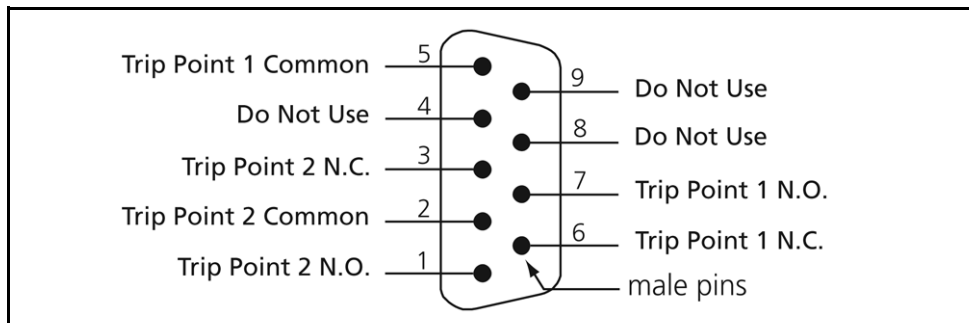 Trip Point 1 Common 5
Do Not Use 4
Trip Point 2 N.C. 3
Trip Point 2 Common 2
Trip Point 2 N.O. 1
9 Do Not Use
8 Do Not Use
7 Trip Point 1 N.O.
6 Trip Point 1 N.C.
male pins